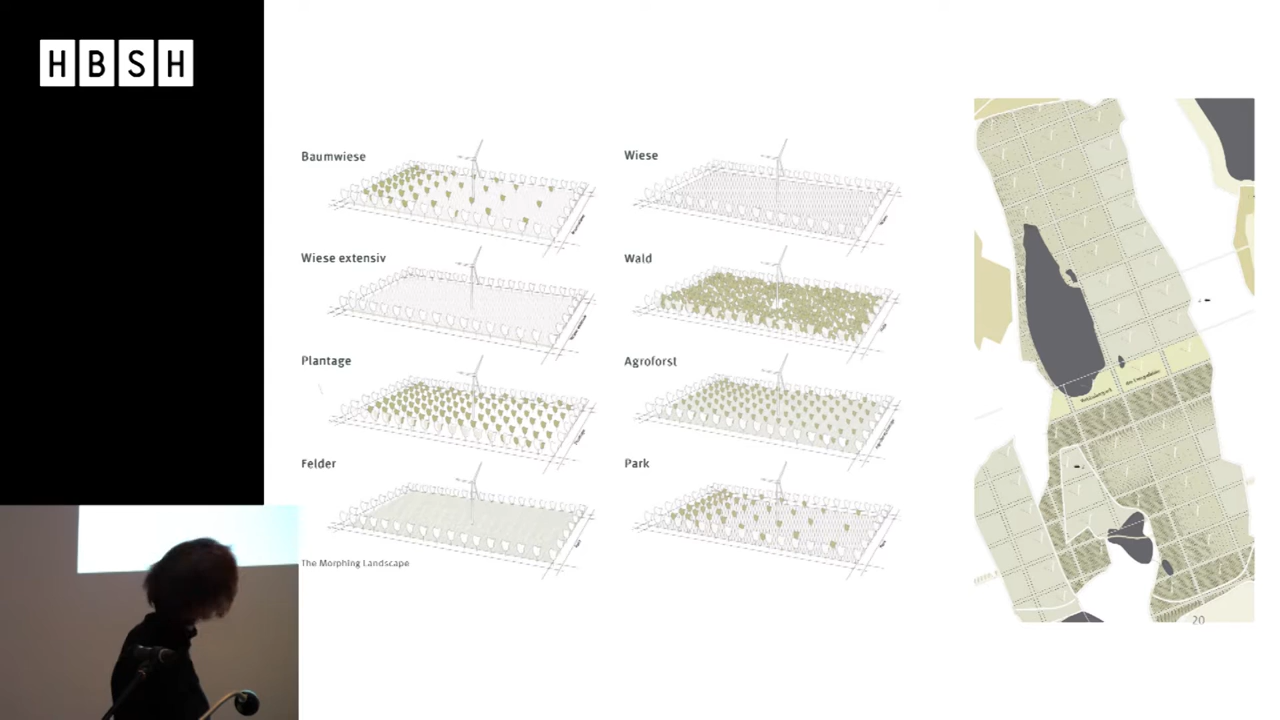 HBSH
Baumwiese
Wiese
Wiese extensiv
Wald
Plantage
Agroforst
Felder
Park
The Morphing Landscape
20